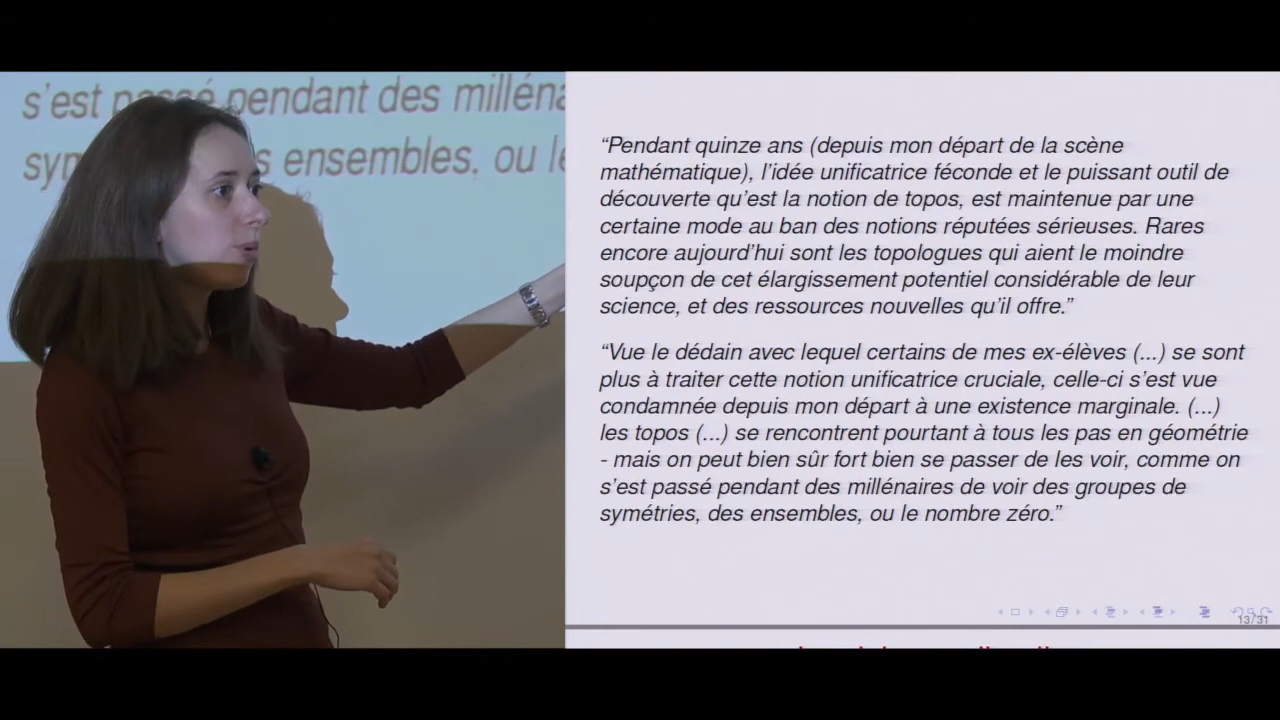 s'est passé pendant des milléna
ensembles, ou le
“Pendant quinze ans (depuis mon départ de la scène
mathématique), l'idée unificatrice féconde et le puissant outil de
découverte qu'est la notion de topos, est maintenue par une
certaine mode au ban des notions réputées sérieuses. Rares
encore aujourd'hui sont les topologues qui aient le moindre
soupçon de cet élargissement potentiel considérable de leur
science, et des ressources nouvelles qu'il offre.”
“Vue le dédain avec lequel certains de mes ex-élèves (...) se sont
plus à traiter cette notion unificatrice cruciale, celle-ci s'est vue
condamnée depuis mon départ à une existence marginale. (...)
les topos (...) se rencontrent pourtant à tous les pas en géométrie
- mais on peut bien sûr fort bien se passer de les voir, comme on
s'est passé pendant des millénaires de voir des groupes de
symétries, des ensembles, ou le nombre zéro.”
13/31